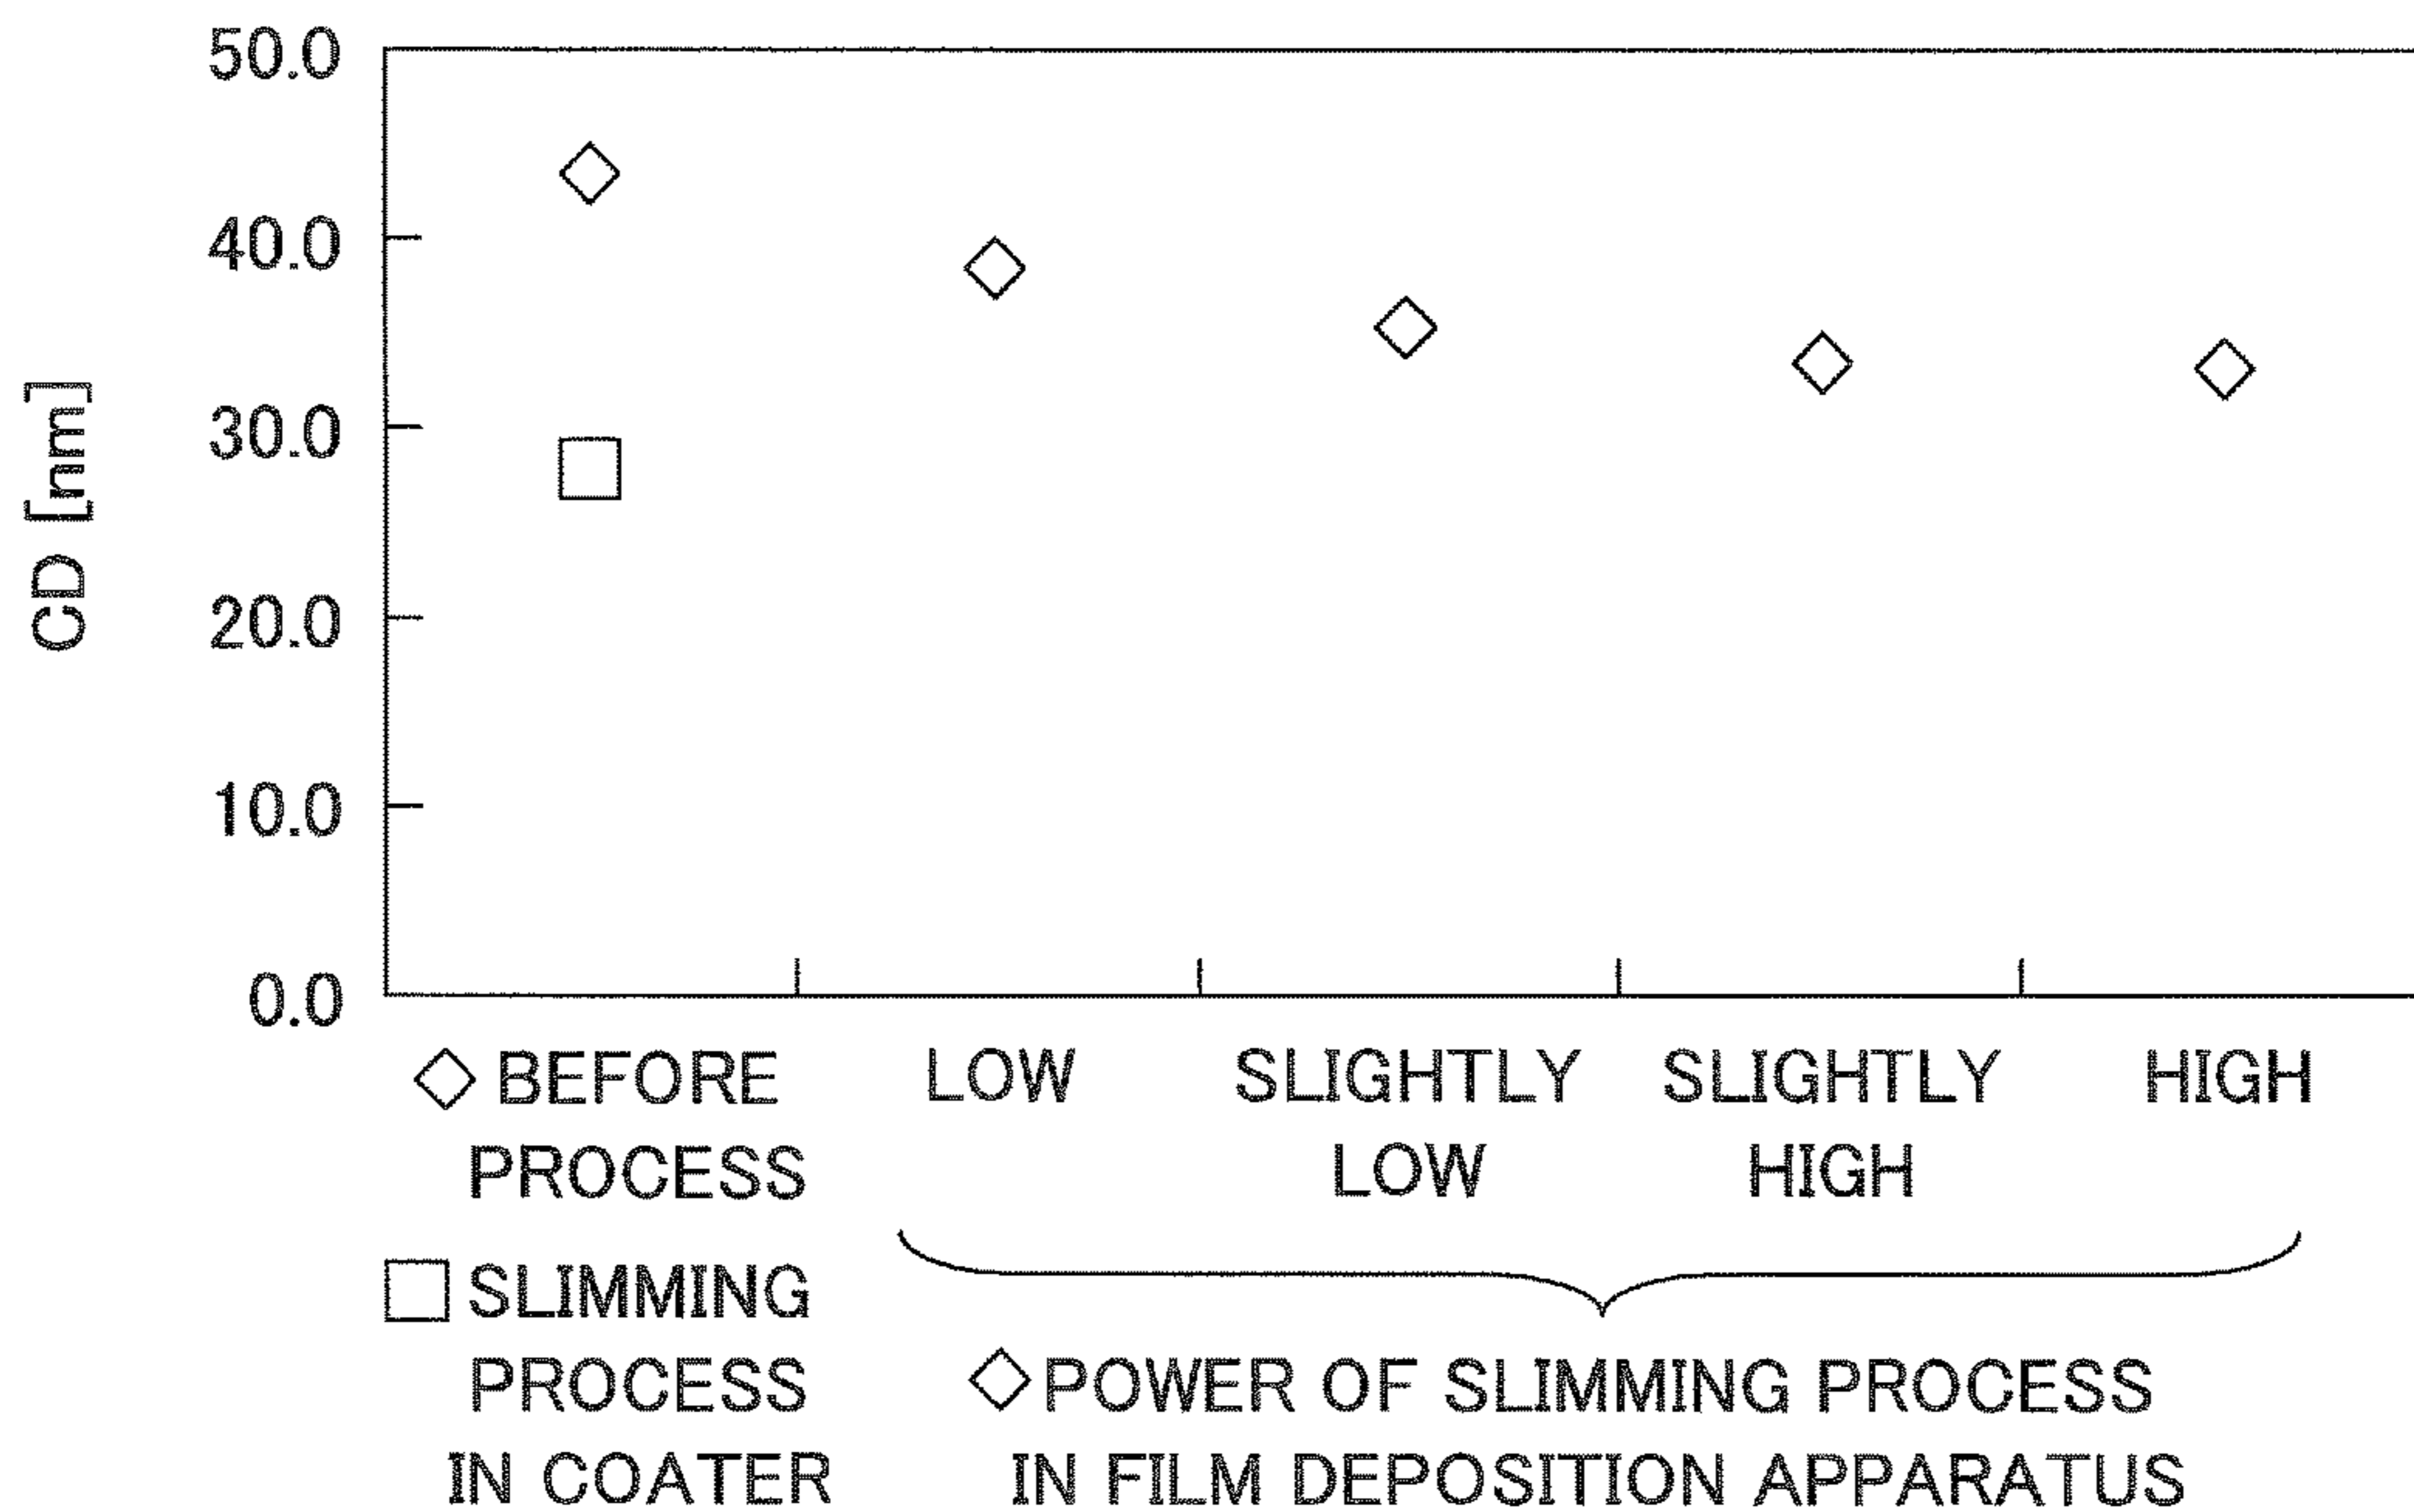 50.0
40.0
30.0
20.0
10.0
0.0
CD [nm]
BEFORE
PROCESS
SLIMMING
PROCESS
IN COATER
LOW
SLIGHTLY
LOW
SLIGHTLY
HIGH
HIGH
POWER OF SLIMMING PROCESS
IN FILM DEPOSITION APPARATUS